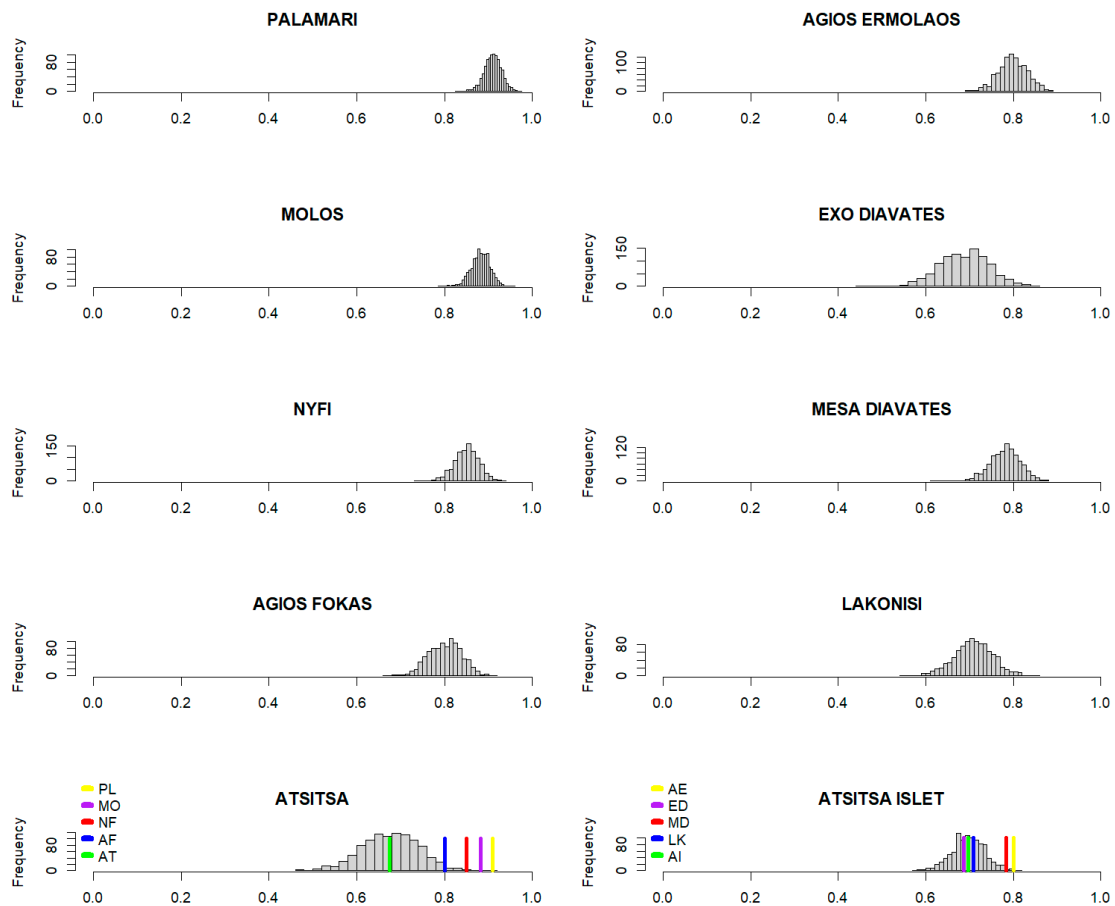 PALAMARI
Frequency
0 80
0.0 0.2 0.4 0.6 0.8 1.0
AGIOS ERMOLAOS
Frequency
0 100
0.0 0.2 0.4 0.6 0.8 1.0
MOLOS
Frequency
0 80
0.0 0.2 0.4 0.6 0.8 1.0
EXO DIAVATES
Frequency
0 150
0.0 0.2 0.4 0.6 0.8 1.0
NYFI
Frequency
0 150
0.0 0.2 0.4 0.6 0.8 1.0
MESA DIAVATES
Frequency
0 120
0.0 0.2 0.4 0.6 0.8 1.0
AGIOS FOKAS
Frequency
0 80
0.0 0.2 0.4 0.6 0.8 1.0
LAKONISI
Frequency
0 80
0.0 0.2 0.4 0.6 0.8 1.0
ATSITSA
PL
MO
NF
AF
AT
Frequency
0 80
0.0 0.2 0.4 0.6 0.8 1.0
ATSITSA ISLET
AE
ED
MD
LK
AI
Frequency
0 80
0.0 0.2 0.4 0.6 0.8 1.0